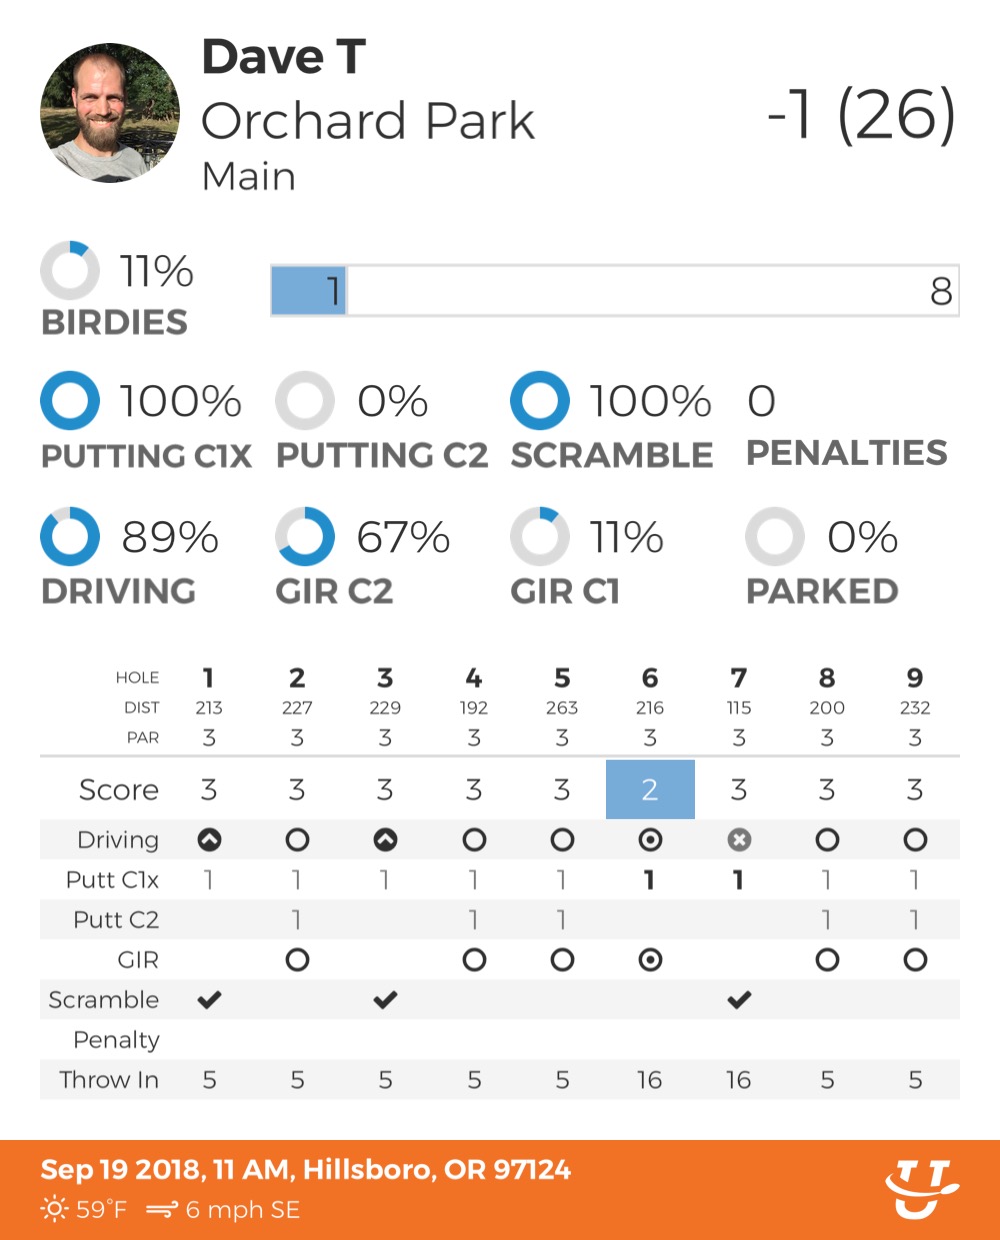 Dave T
Orchard Park
Main
-1 (26)
11%
BIRDIES
1
8
100%
PUTTING C1X
0%
PUTTING C2
100%
SCRAMBLE
0
PENALTIES
89%
DRIVING
67%
GIR C2
11%
GIR C1
0%
PARKED
HOLE 1 2 3 4 5 6 7 8 9
DIST 213 227 229 192 263 216 115 200 232
PAR 3 3 3 3 3 3 3 3 3
Score 3 3 3 3 3 2 3 3 3
Driving
Putt C1x 1 1 1 1 1 1 1 1 1
Putt C2 1 1 1 1 1
GIR
Scramble
Penalty
Throw In 5 5 5 5 5 16 16 5 5
Sep 19 2018, 11 AM, Hillsboro, OR 97124
59°F 6 mph SE